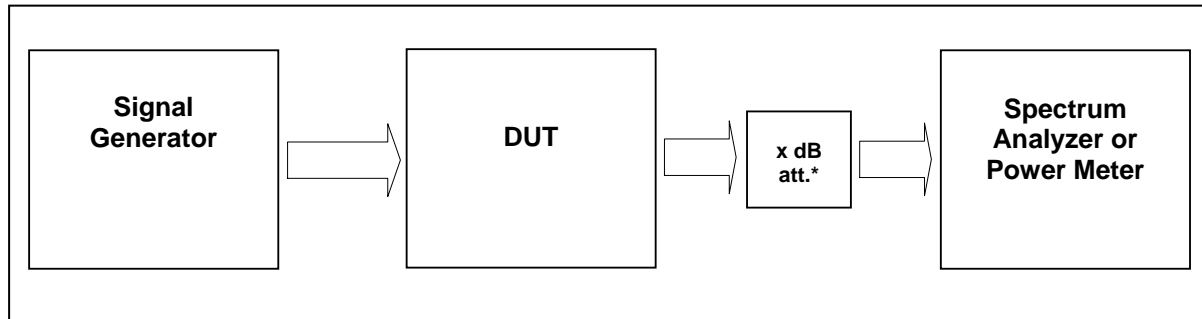 Signal
Generator
DUT
x dB
att.*
Spectrum
Analyzer or
Power Meter